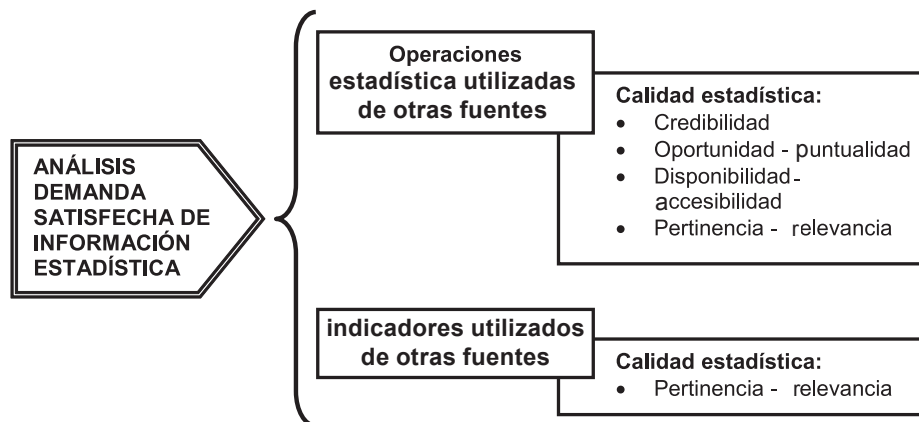 ANÁLISIS
DEMANDA
SATISFECHA DE
INFORMACIÓN
ESTADÍSTICA
Operaciones
estadística utilizadas
de otras fuentes
Calidad estadística:
• Credibilidad
• Oportunidad - puntualidad
• Disponibilidad -
accesibilidad
• Pertinencia - relevancia
indicadores utilizados
de otras fuentes
Calidad estadística:
• Pertinencia - relevancia